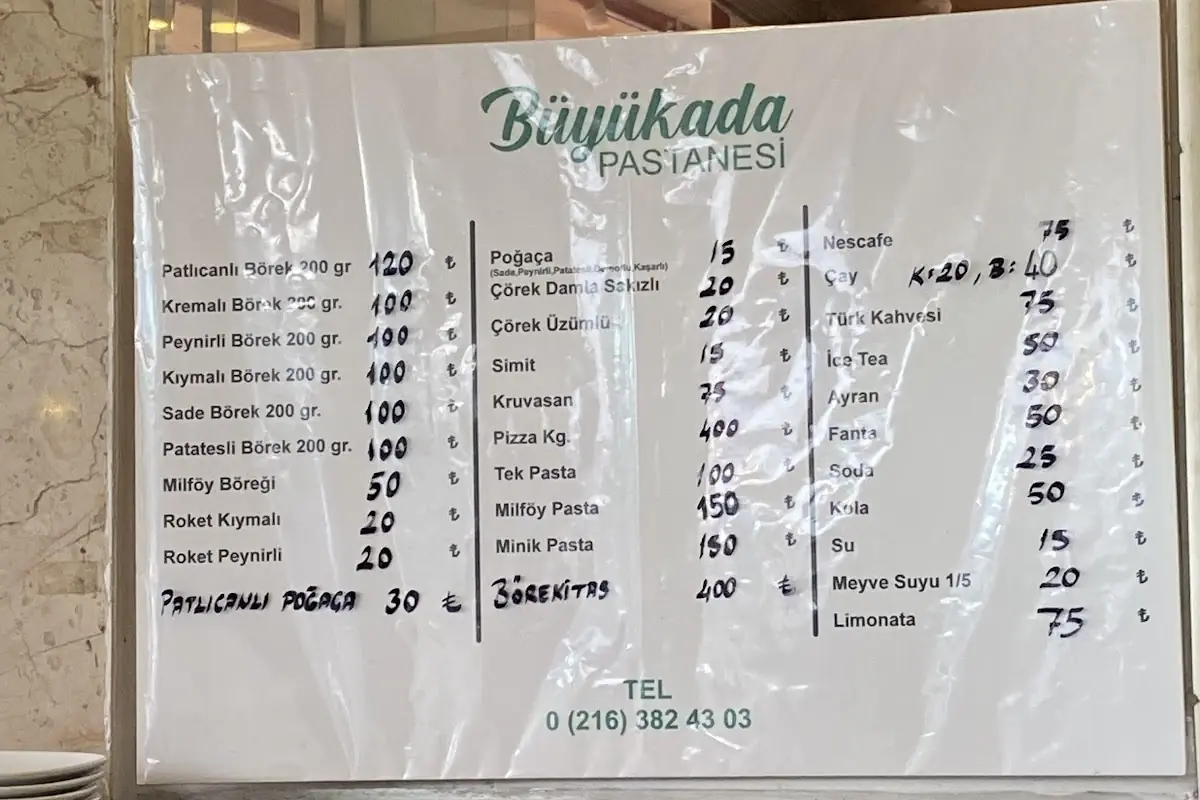 Büyükada
PASTANESİ
Patlıcanlı Börek 200 gr 120 ₺
Kremalı Börek 200 gr. 100 ₺
Peynirli Börek 200 gr. 100 ₺
Kıymalı Börek 200 gr. 100 ₺
Sade Börek 200 gr. 100 ₺
Patatesli Börek 200 gr. 100 ₺
Milföy Böreği 50 ₺
Roket Kıymalı 20 ₺
Roket Peynirli 20 ₺
PATLICANLI POĞAÇA 30 ₺
Poğaça 15 ₺
(Sade,Peynirli,Patatesli,Kaşarlı)
Çörek Damla Sakızlı 20 ₺
Çörek Üzümlü 20 ₺
Simit 15 ₺
Kruvasan 75 ₺
Pizza Kg. 400 ₺
Tek Pasta 100 ₺
Milföy Pasta 150 ₺
Minik Pasta 150 ₺
BÖREKİTAS 400 ₺
Nescafe 75 ₺
Çay K:20, B:40 ₺
Türk Kahvesi 75 ₺
İce Tea 50 ₺
Ayran 30 ₺
Fanta 50 ₺
Soda 25 ₺
Kola 50 ₺
Su 15 ₺
Meyve Suyu 1/5 20 ₺
Limonata 75 ₺
TEL
0 (216) 382 43 03